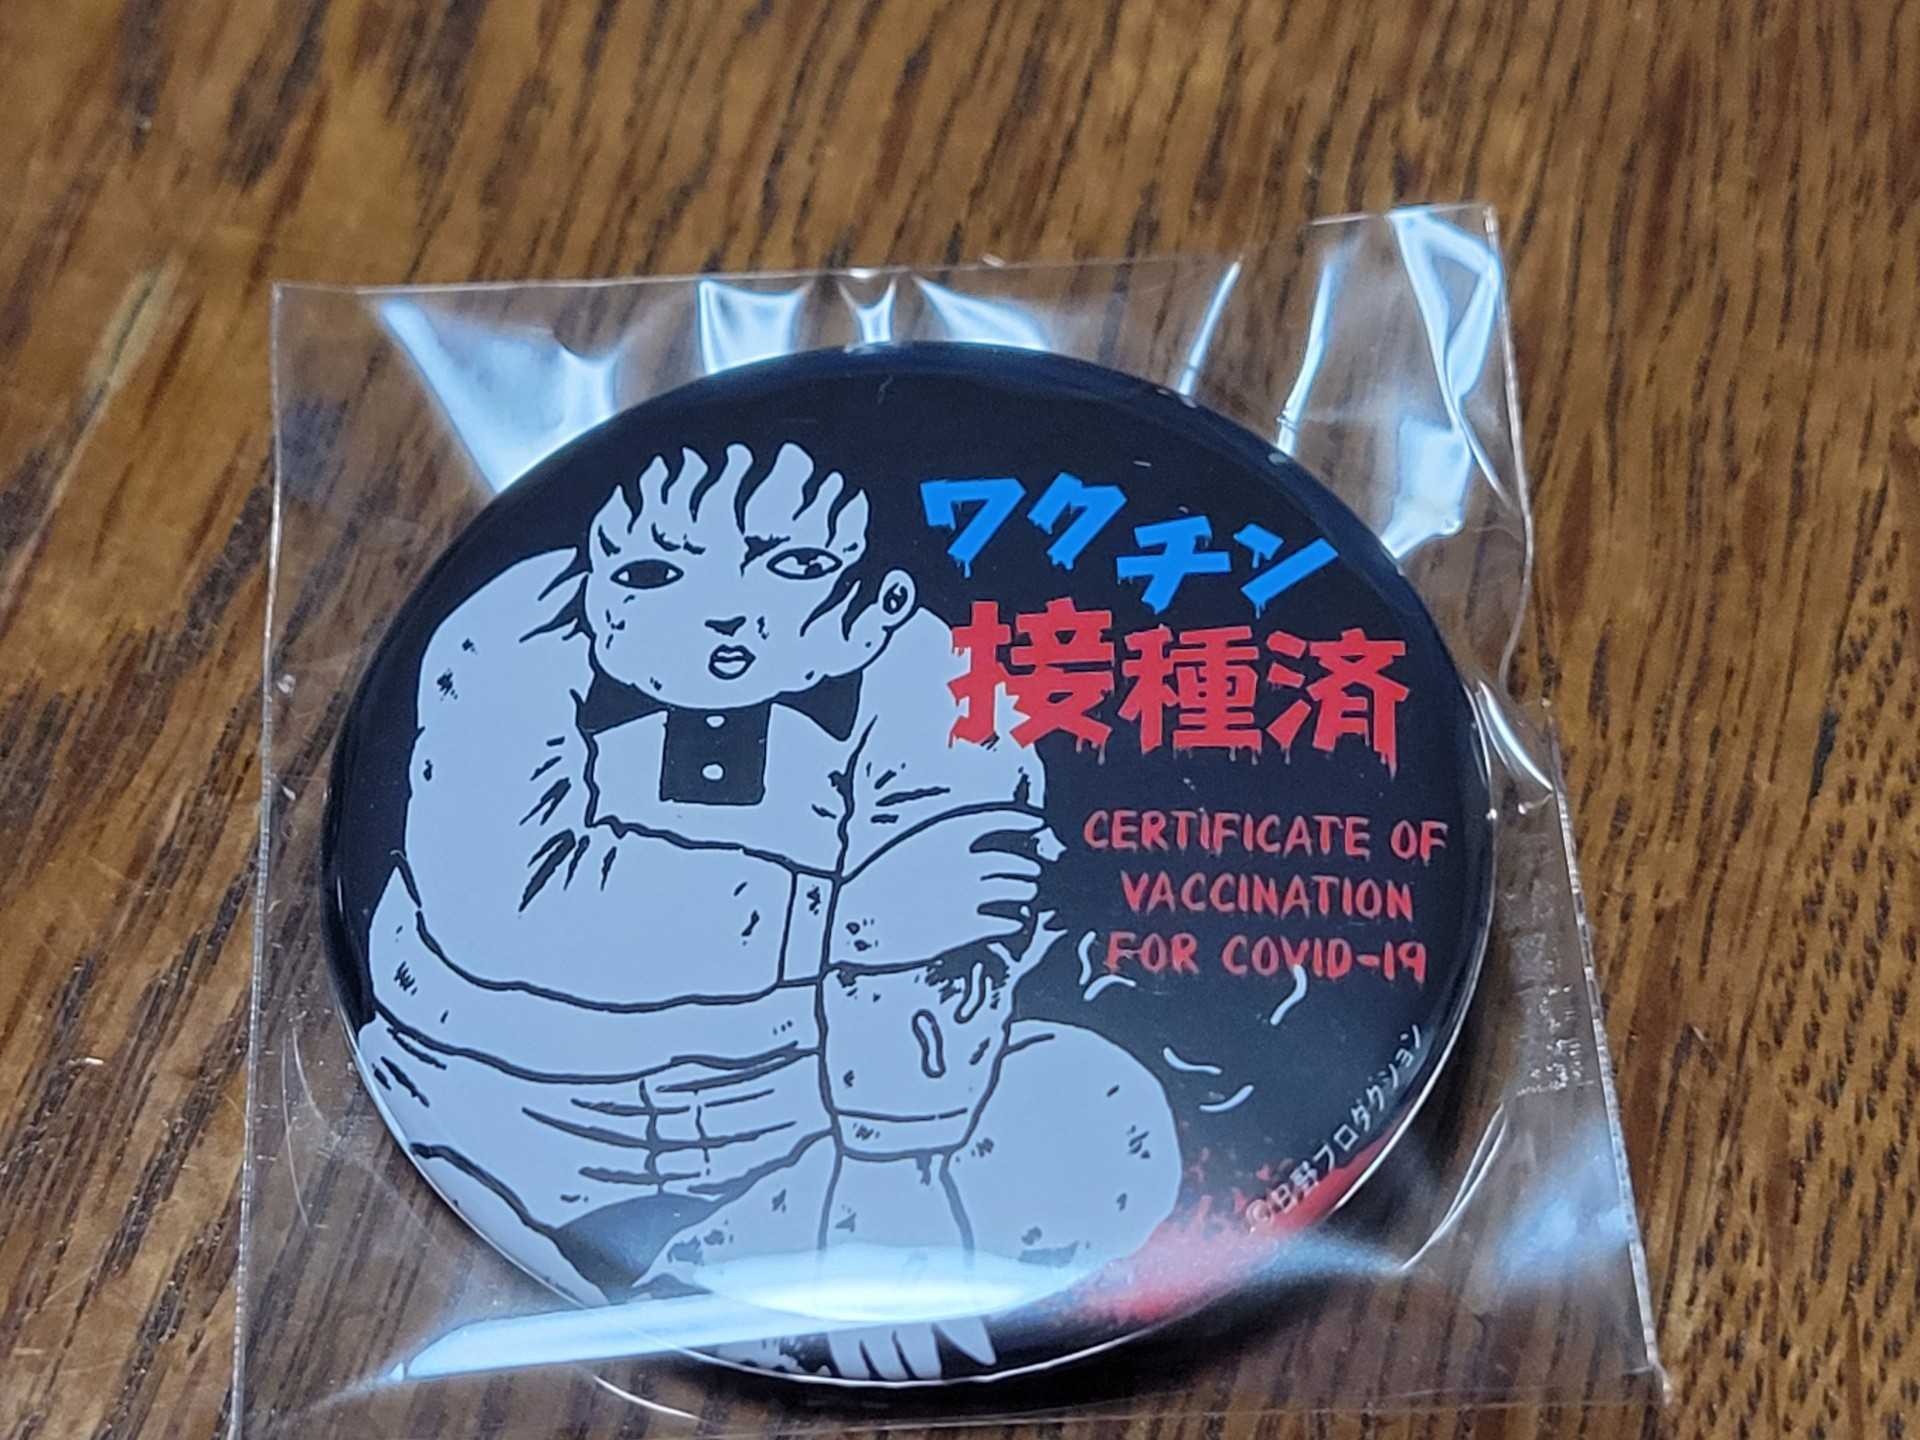 ワクチン
接種済
CERTIFICATE OF
VACCINATION
FOR COVID-19
©日野プロダクション